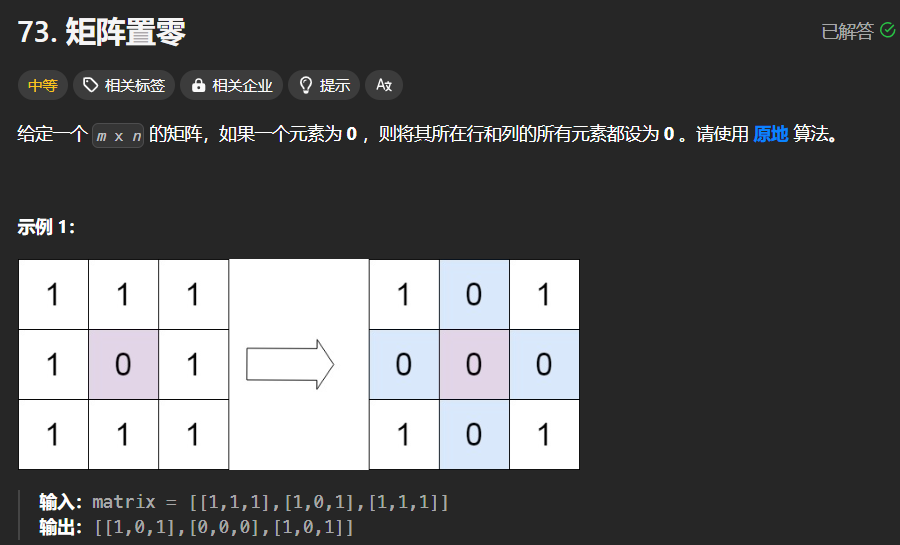 73. 矩阵置零
已解答
中等 相关标签 相关企业 提示 Ax
给定一个 m x n 的矩阵，如果一个元素为 0 ，则将其所在行和列的所有元素都设为 0 。请使用 原地 算法。
示例 1：
1 1 1 1 0 1
1 0 1 0 0 0
1 1 1 1 0 1
输入：matrix = [[1,1,1],[1,0,1],[1,1,1]]
输出：[[1,0,1],[0,0,0],[1,0,1]]